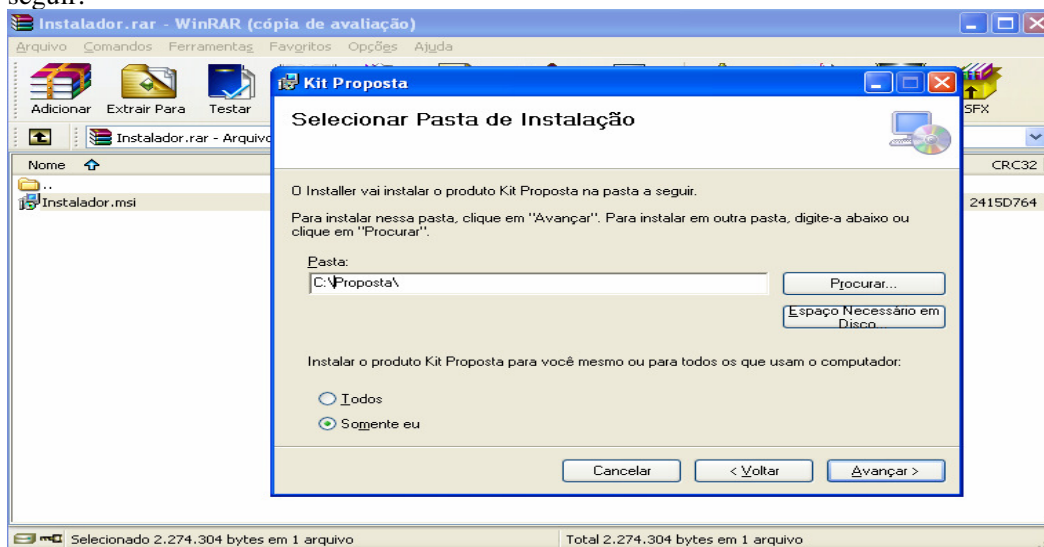 seguir:
Instalador.rar - WinRAR (cópia de avaliação)
Arquivo Comandos Ferramentas Favoritos Opções Ajuda
Adicionar Extrair Para Testar SFX
Instalador.rar - Arquivo
Nome CRC32
..
Instalador.msi 2415D764
Kit Proposta
Selecionar Pasta de Instalação
O Installer vai instalar o produto Kit Proposta na pasta a seguir.
Para instalar nessa pasta, clique em "Avançar". Para instalar em outra pasta, digite-a abaixo ou
clique em "Procurar".
Pasta:
C:\Proposta\
Procurar...
Espaço Necessário em
Disco...
Instalar o produto Kit Proposta para você mesmo ou para todos os que usam o computador:
Todos
Somente eu
Cancelar < Voltar Avançar >
Selecionado 2.274.304 bytes em 1 arquivo Total 2.274.304 bytes em 1 arquivo